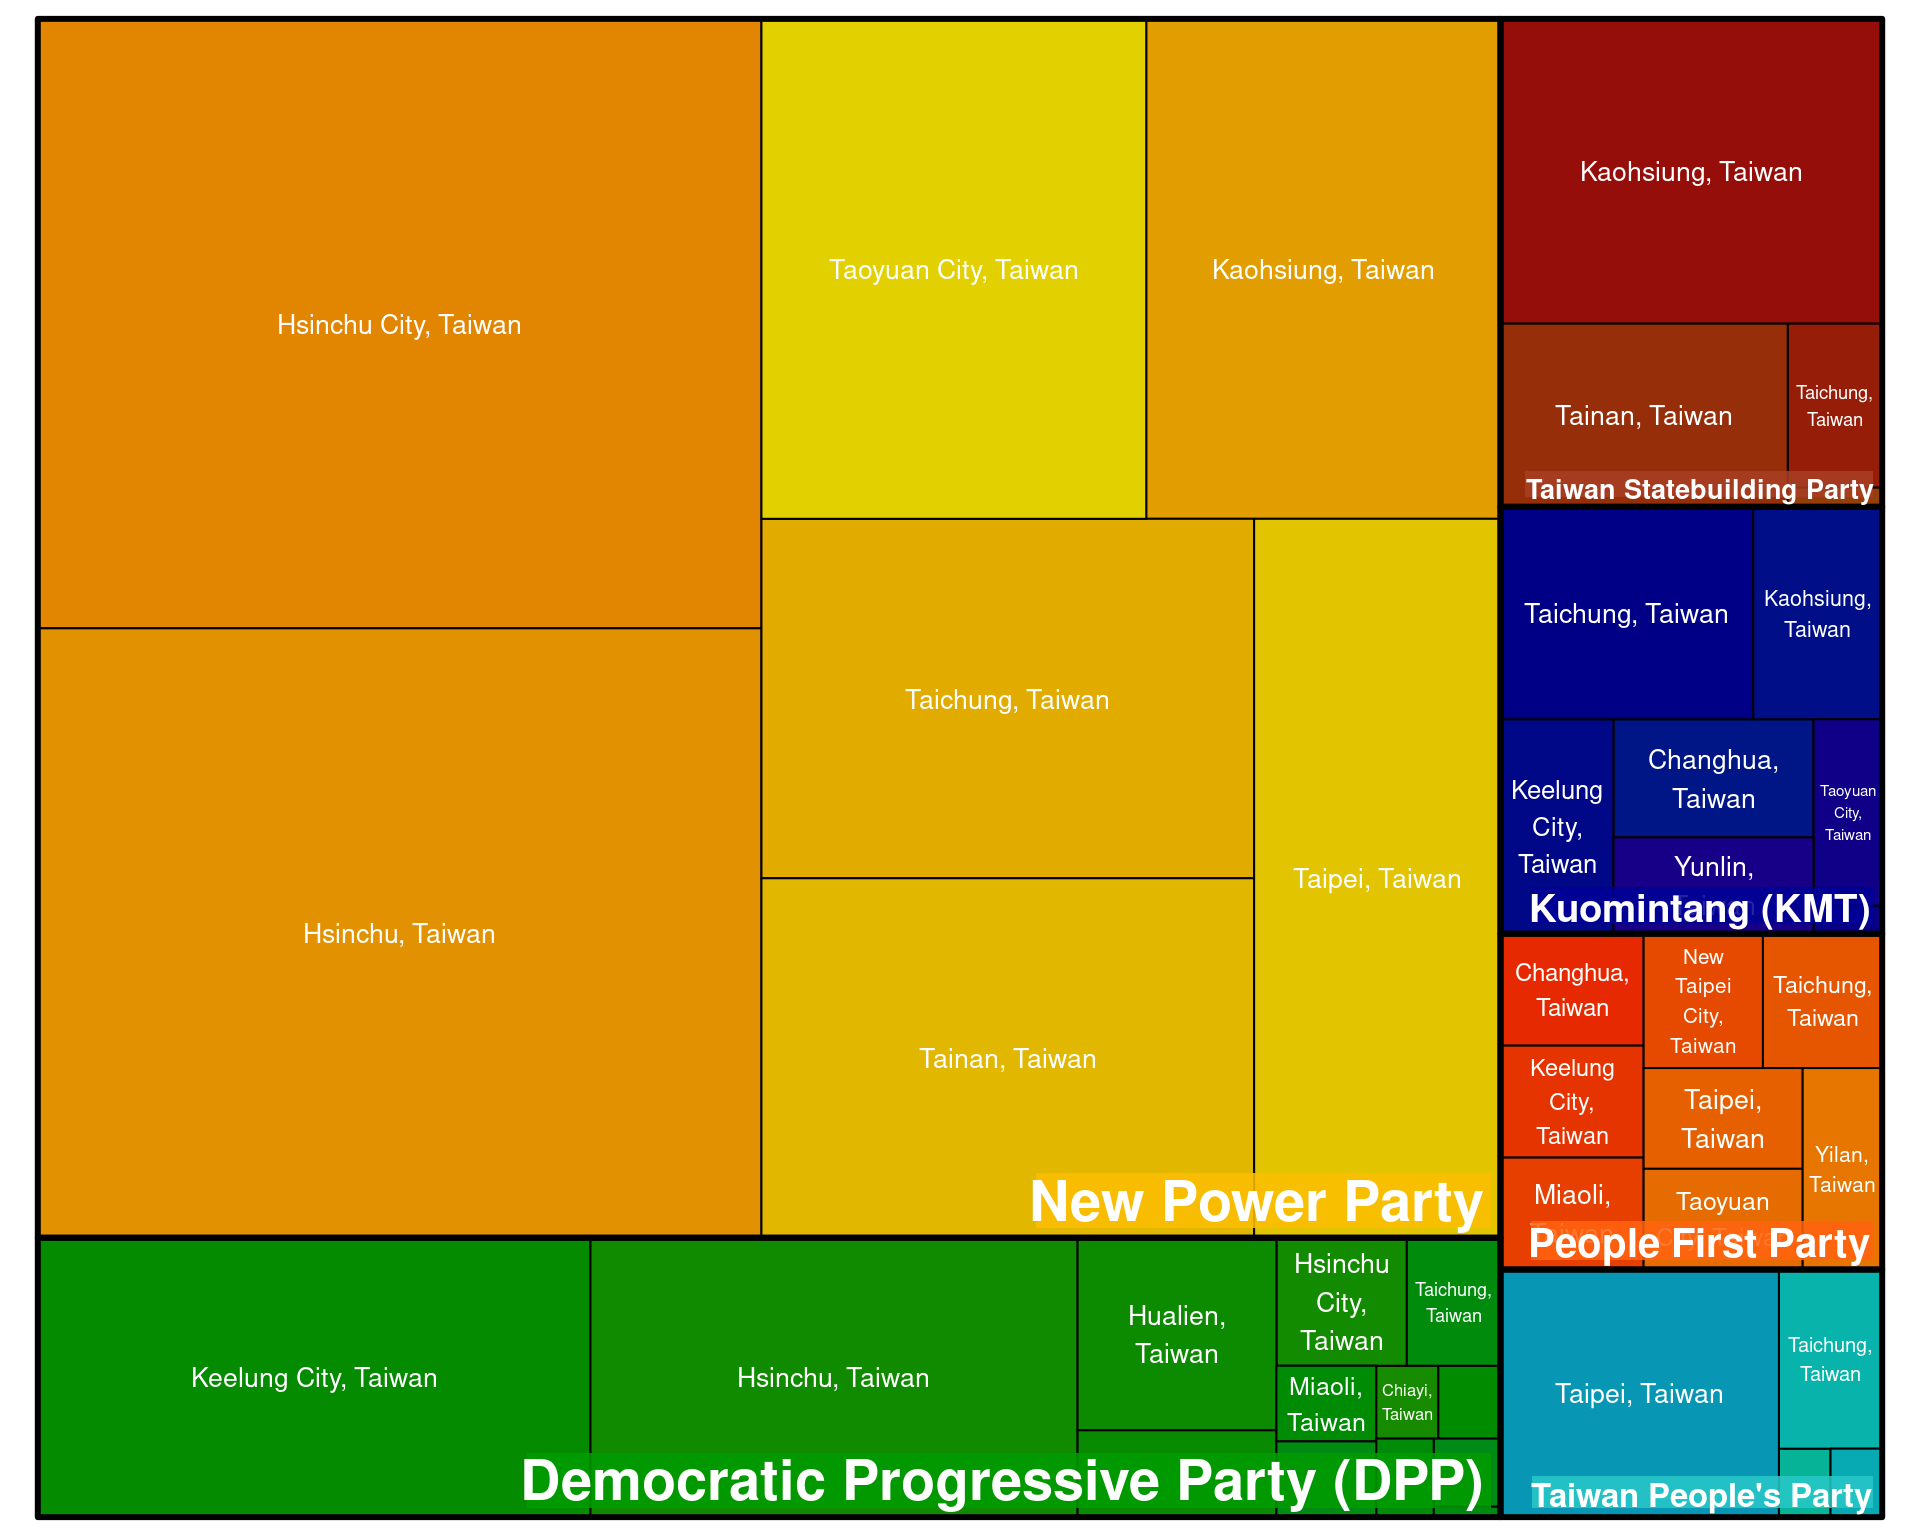 Hsinchu City, Taiwan
Hsinchu, Taiwan
Taoyuan City, Taiwan
Kaohsiung, Taiwan
Taichung, Taiwan
Tainan, Taiwan
Taipei, Taiwan
New Power Party
Keelung City, Taiwan
Hsinchu, Taiwan
Hualien,
Taiwan
Hsinchu
City,
Taiwan
Taichung,
Taiwan
Miaoli,
Taiwan
Chiayi,
Taiwan
Democratic Progressive Party (DPP)
Kaohsiung, Taiwan
Tainan, Taiwan
Taichung,
Taiwan
Taiwan Statebuilding Party
Taichung, Taiwan
Kaohsiung,
Taiwan
Keelung
City,
Taiwan
Changhua,
Taiwan
Yunlin,
Taoyuan
City,
Taiwan
Kuomintang (KMT)
Changhua,
Taiwan
Keelung
City,
Taiwan
Miaoli,
New
Taipei
City,
Taiwan
Taichung,
Taiwan
Taipei,
Taiwan
Taoyuan
Yilan,
Taiwan
People First Party
Taipei, Taiwan
Taichung,
Taiwan
Taiwan People's Party